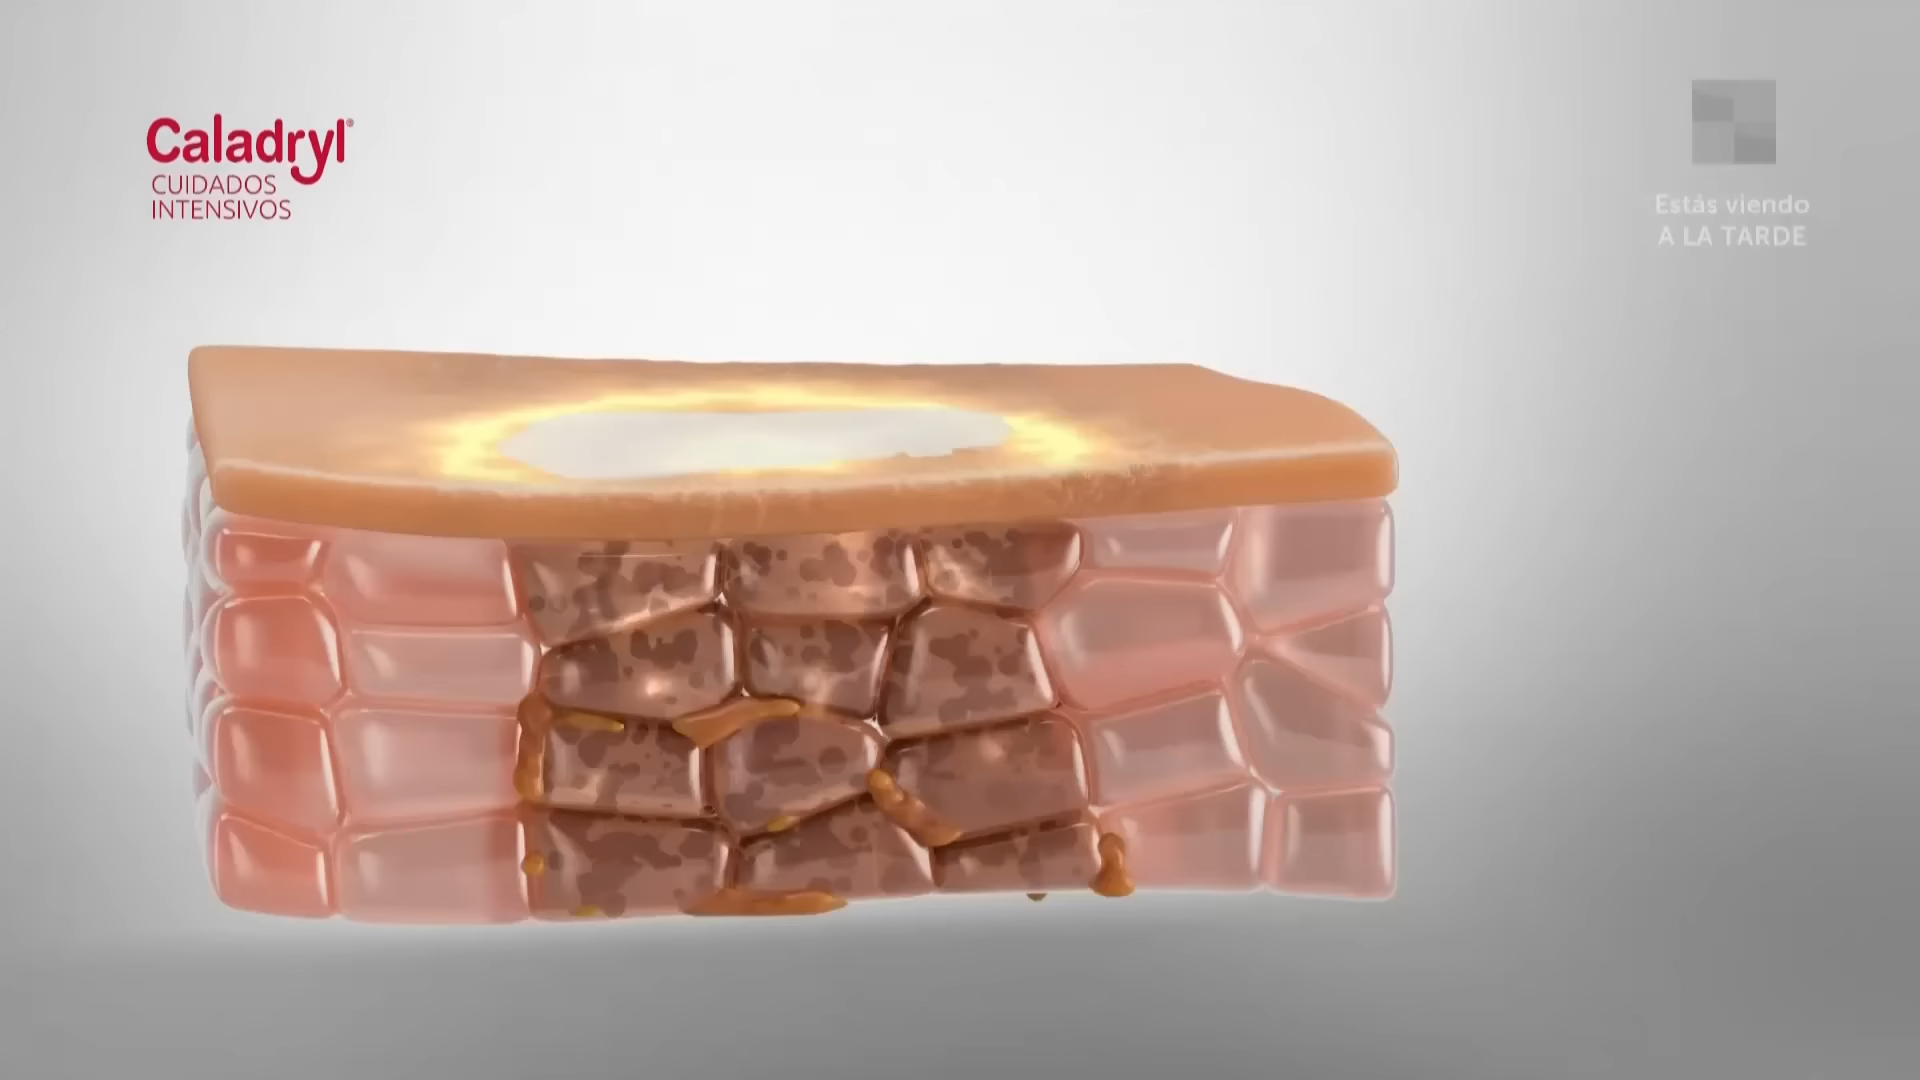 Caladryl®
CUIDADOS
INTENSIVOS
Estás viendo
A LA TARDE